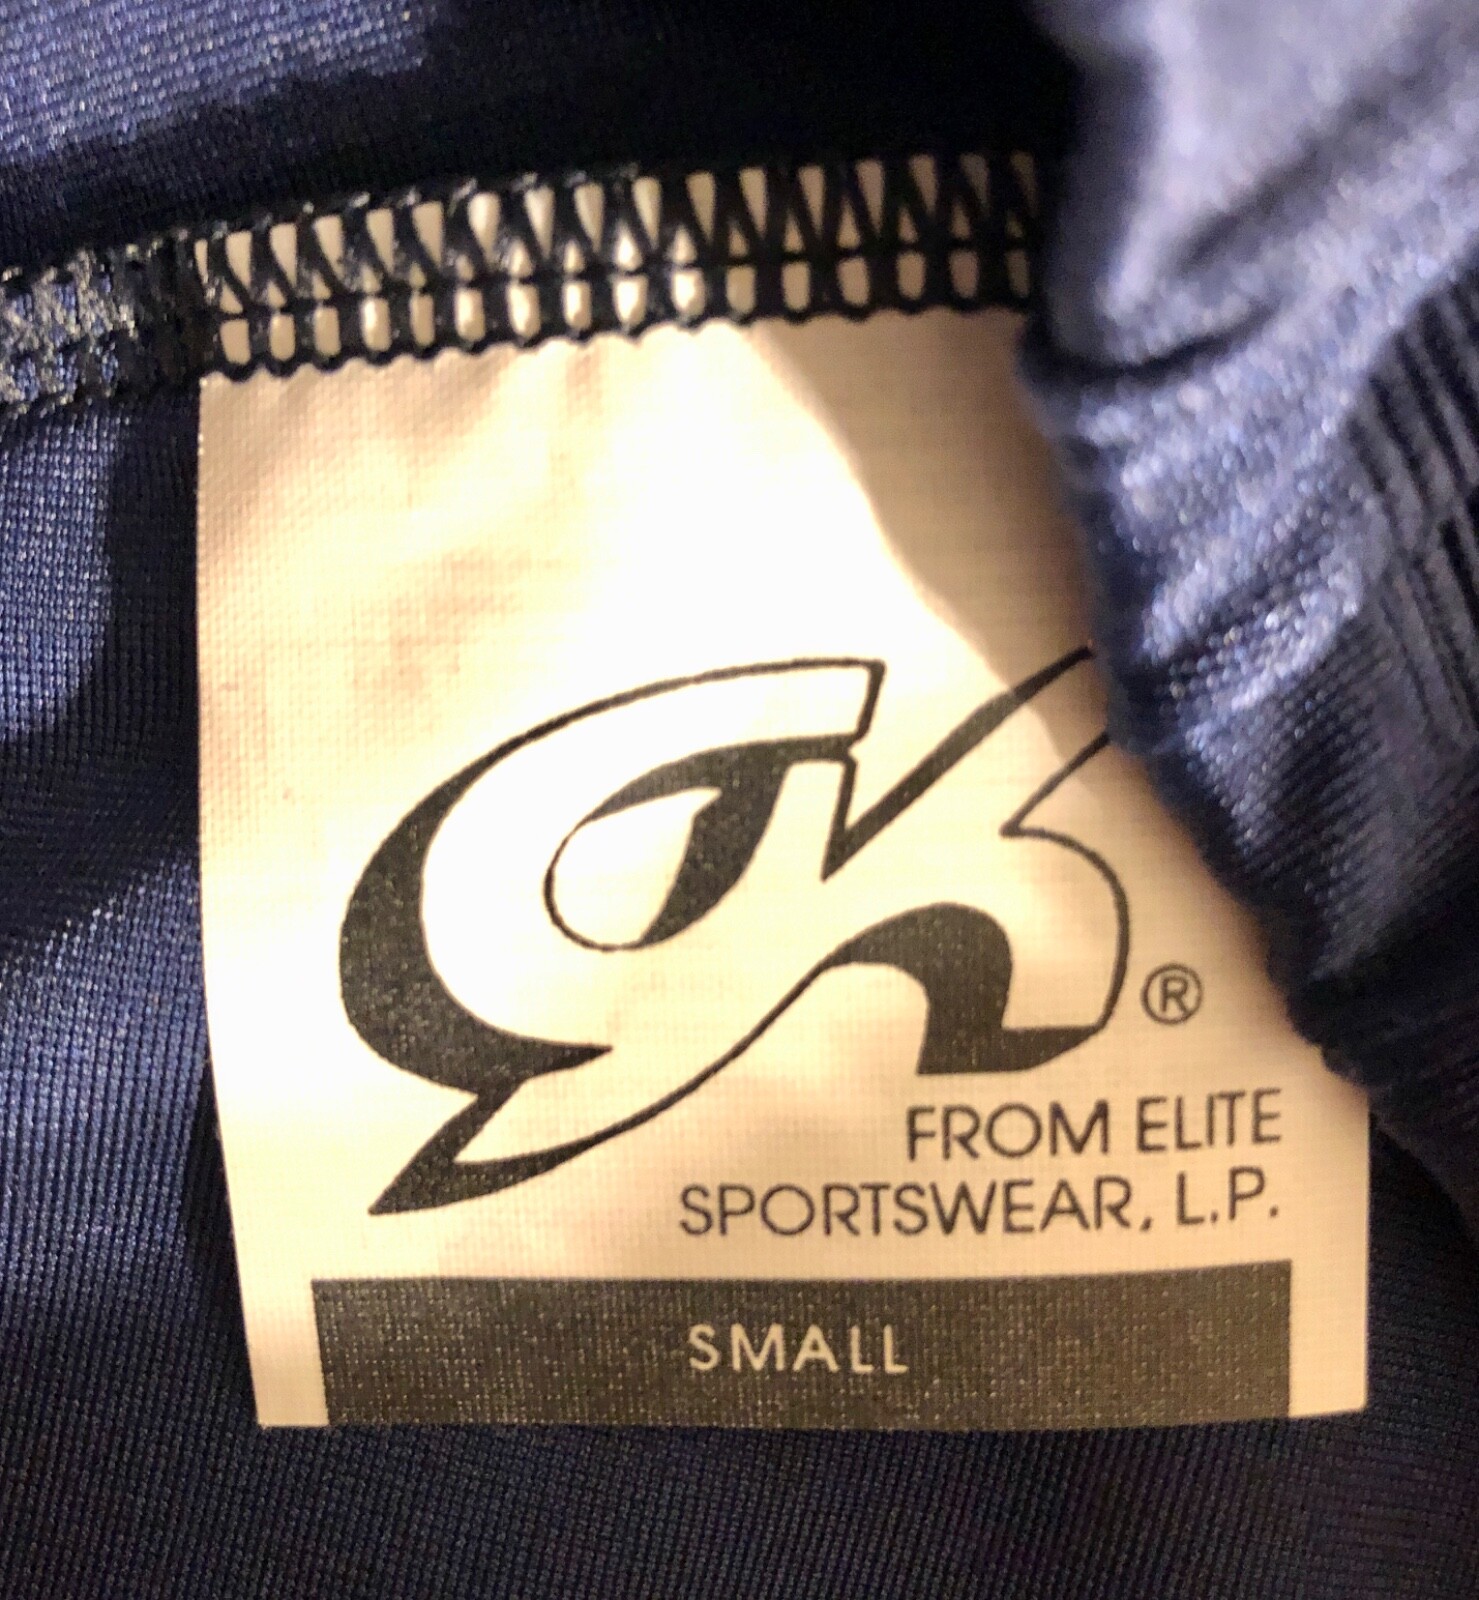 GK®
FROM ELITE
SPORTSWEAR, L.P.
SMALL